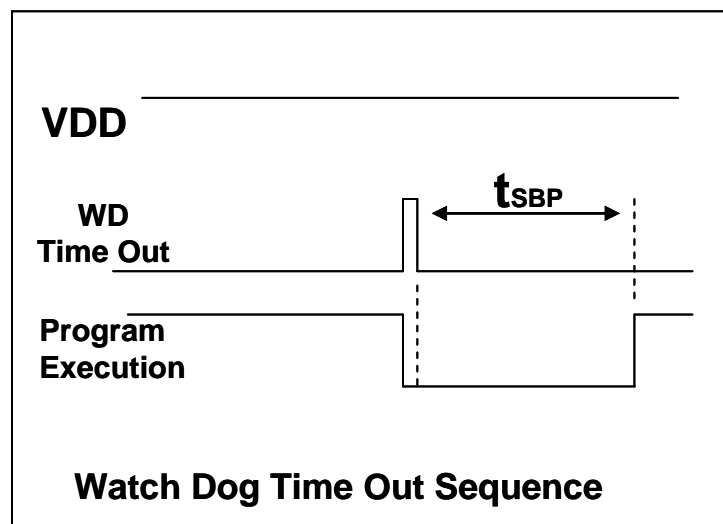 VDD
tSBP
WD
Time Out
Program
Execution
Watch Dog Time Out Sequence